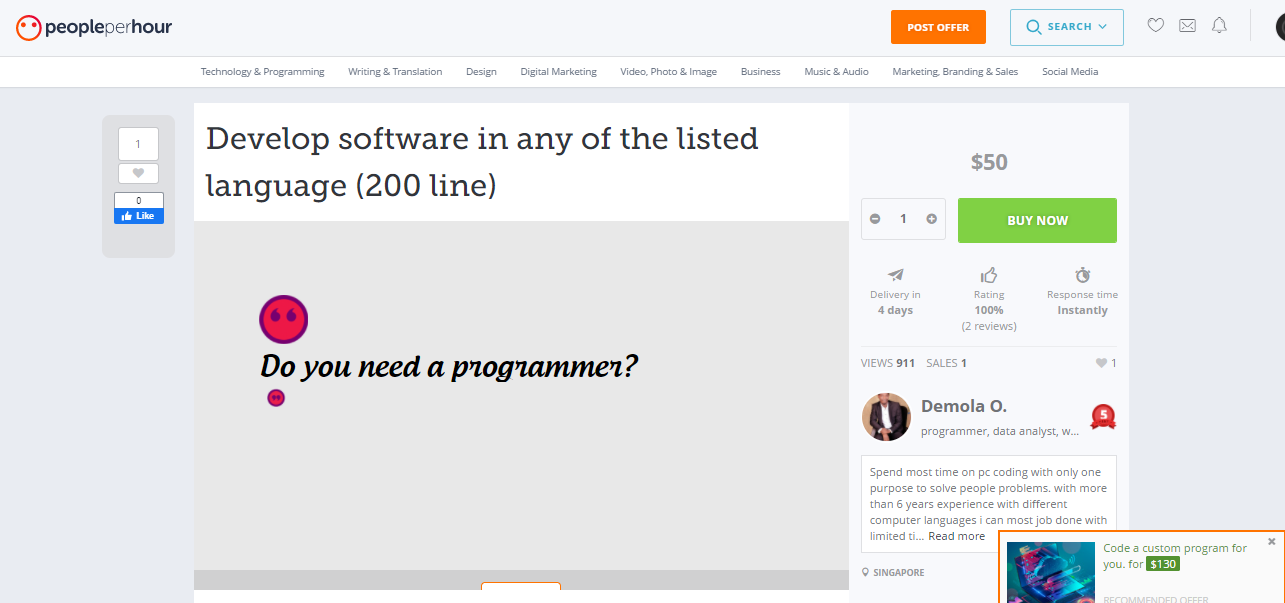 peopleperhour
POST OFFER
SEARCH
Technology & Programming
Writing & Translation
Design
Digital Marketing
Video, Photo & Image
Business
Music & Audio
Marketing, Branding & Sales
Social Media
1
0
Like
Develop software in any of the listed
language (200 line)
Do you need a programmer?
$50
1
BUY NOW
Delivery in
4 days
Rating
100%
(2 reviews)
Response time
Instantly
VIEWS 911 SALES 1
1
Demola O.
programmer, data analyst, w...
5
Spend most time on pc coding with only one
purpose to solve people problems. with more
than 6 years experience with different
computer languages i can most job done with
limited ti... Read more
SINGAPORE
Code a custom program for
you. for $130
RECOMMENDED OFFER